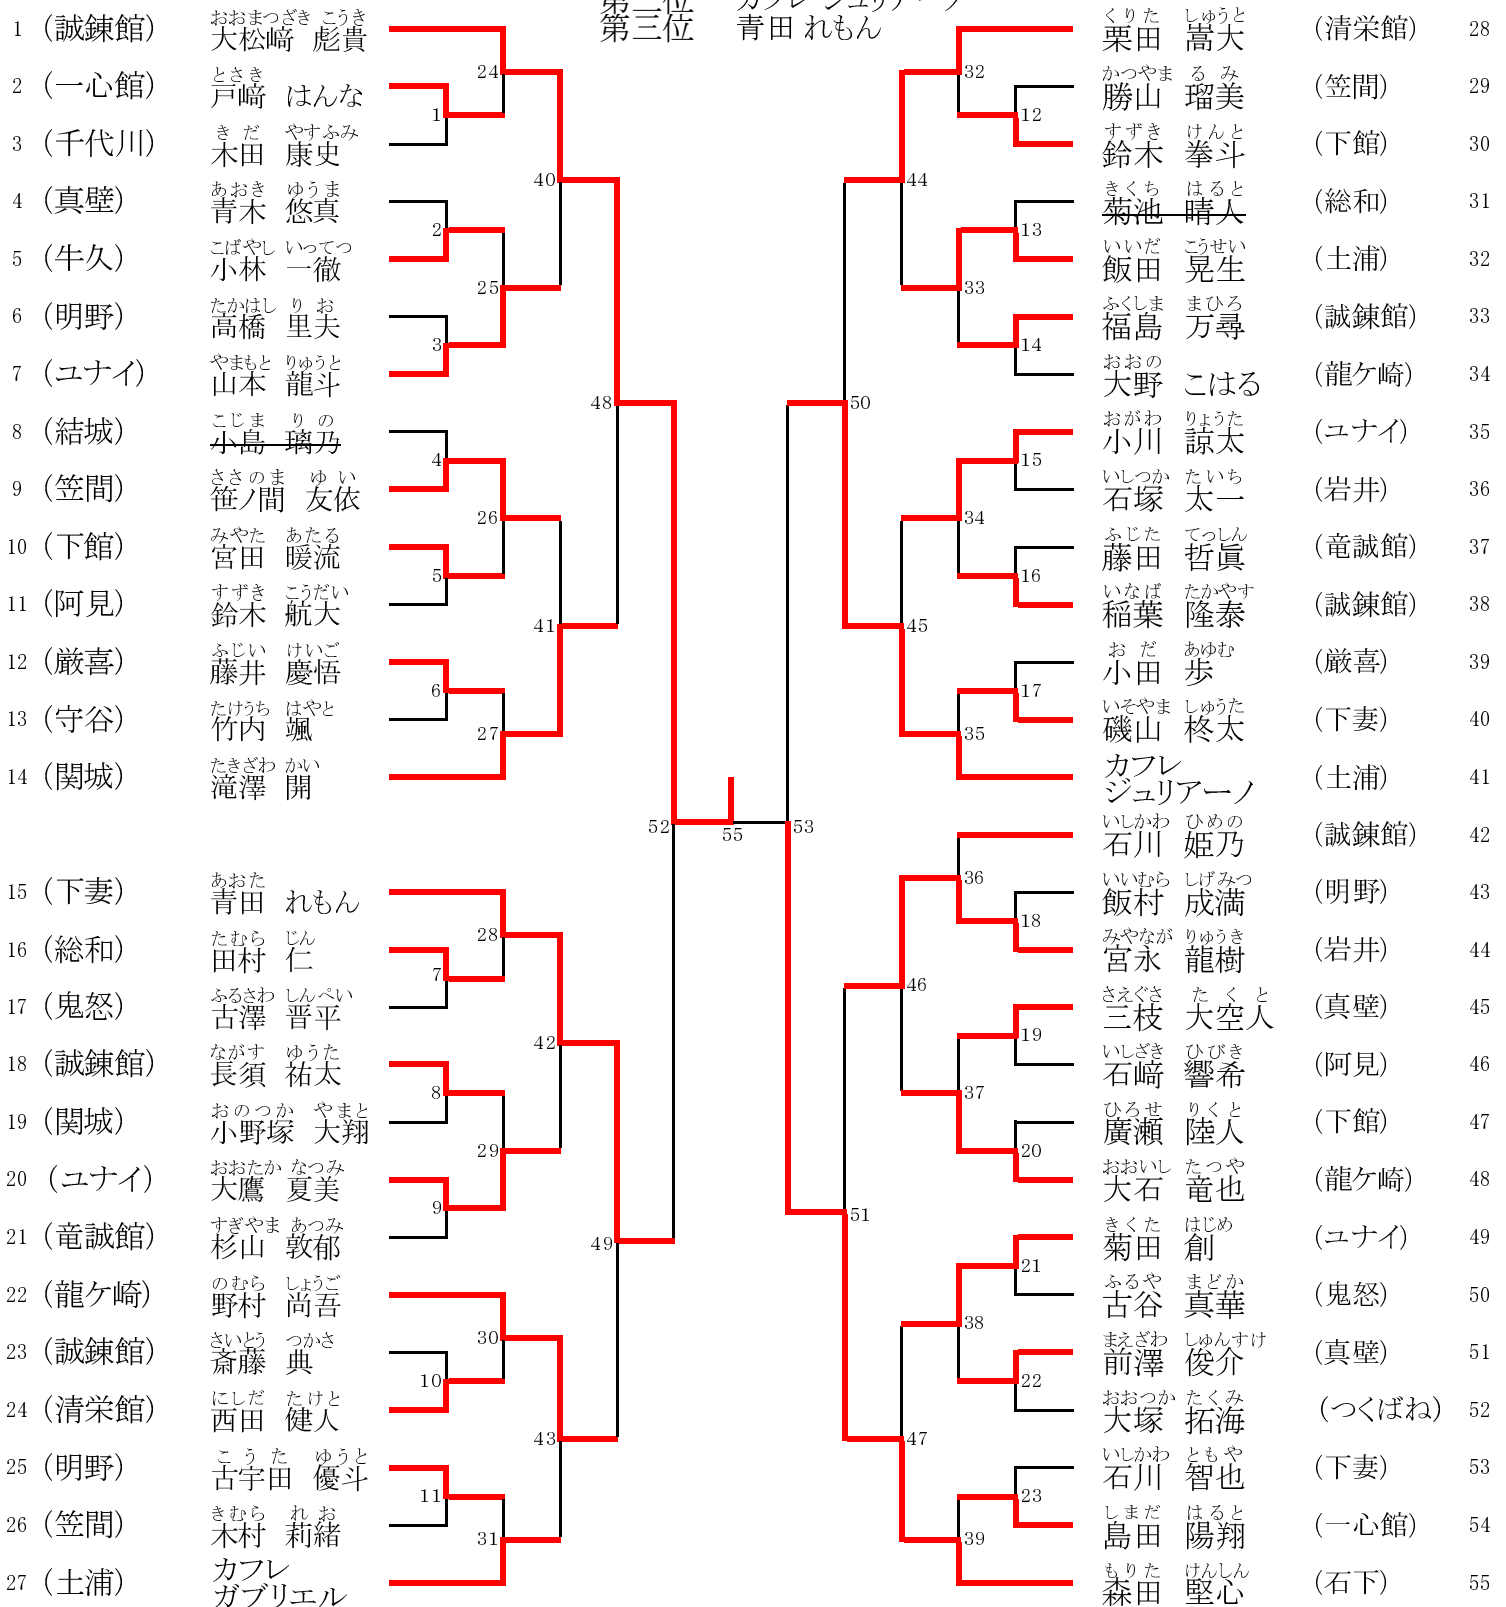 第三位 青田 れもん
1 (誠錬館) 大松﨑 彪貴 おおまつざき こうき
2 (一心館) 戸﨑 はんな とさき
3 (千代川) 木田 康史 きだ やすふみ
4 (真壁) 青木 悠真 あおき ゆうま
5 (牛久) 小林 一徹 こばやし いってつ
6 (明野) 高橋 里夫 たかはし りお
7 (ユナイ) 山本 龍斗 やまもと りゅうと
8 (結城) 小島 璃乃 こじま りの
9 (笠間) 笹ノ間 友依 ささのま ゆい
10 (下館) 宮田 暖流 みやた あたる
11 (阿見) 鈴木 航大 すずき こうだい
12 (厳喜) 藤井 慶悟 ふじい けいご
13 (守谷) 竹内 颯 たけうち はやと
14 (関城) 滝澤 開 たきざわ かい
15 (下妻) 青田 れもん あおた
16 (総和) 田村 仁 たむら じん
17 (鬼怒) 古澤 晋平 ふるさわ しんぺい
18 (誠錬館) 長須 祐太 ながす ゆうた
19 (関城) 小野塚 大翔 おのつか やまと
20 (ユナイ) 大鷹 夏美 おおたか なつみ
21 (竜誠館) 杉山 敦郁 すぎやま あつみ
22 (龍ケ崎) 野村 尚吾 のむら しょうご
23 (誠錬館) 斎藤 典 さいとう つかさ
24 (清栄館) 西田 健人 にしだ たけと
25 (明野) 古宇田 優斗 こうた ゆうと
26 (笠間) 木村 莉緒 きむら れお
27 (土浦) カフレ ガブリエル
栗田 嵩大 くりた しゅうと (清栄館) 28
勝山 瑠美 かつやま るみ (笠間) 29
鈴木 拳斗 すずき けんと (下館) 30
菊池 晴人 きくち はると (総和) 31
飯田 晃生 いいだ こうせい (土浦) 32
福島 万尋 ふくしま まひろ (誠錬館) 33
大野 こはる おおの (龍ケ崎) 34
小川 諒太 おがわ りょうた (ユナイ) 35
石塚 太一 いしつか たいち (岩井) 36
藤田 哲眞 ふじた てっしん (竜誠館) 37
稲葉 隆泰 いなば たかやす (誠錬館) 38
小田 歩 おだ あゆむ (厳喜) 39
磯山 柊太 いそやま しゅうた (下妻) 40
カフレ ジュリアーノ (土浦) 41
石川 姫乃 いしかわ ひめの (誠錬館) 42
飯村 成満 いいむら しげみつ (明野) 43
宮永 龍樹 みやなが りゅうき (岩井) 44
三枝 大空人 さえぐさ たくと (真壁) 45
石﨑 響希 いしざき ひびき (阿見) 46
廣瀬 陸人 ひろせ りくと (下館) 47
大石 竜也 おおいし たつや (龍ケ崎) 48
菊田 創 きくた はじめ (ユナイ) 49
古谷 真華 ふるや まどか (鬼怒) 50
前澤 俊介 まえざわ しゅんすけ (真壁) 51
大塚 拓海 おおつか たくみ (つくばね) 52
石川 智也 いしかわ ともや (下妻) 53
島田 陽翔 しまだ はると (一心館) 54
森田 堅心 もりた けんしん (石下) 55
1
2
3
4
5
6
7
8
9
10
11
24
25
26
27
28
29
30
31
40
41
42
43
48
49
52
55
53
50
51
44
45
46
47
32
33
34
35
36
37
38
39
12
13
14
15
16
17
18
19
20
21
22
23